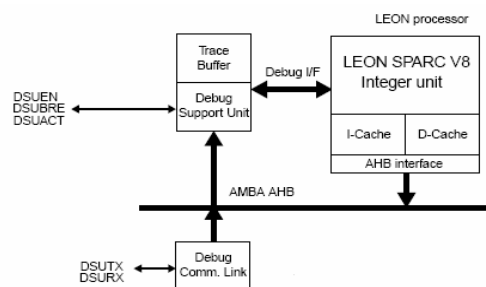 LEON processor
Trace
Buffer
Debug I/F
LEON SPARC V8
Integer unit
DSUEN
DSUBRE
DSUACT
Debug
Support Unit
I-Cache
D-Cache
AHB interface
AMBA AHB
DSUTX
DSURX
Debug
Comm. Link